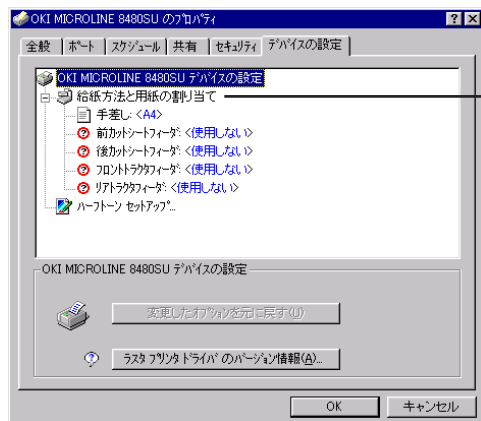 OKI MICROLINE 8480SU のプロパティ
全般
ポート
スケジュール
共有
セキュリティ
デバイスの設定
OKI MICROLINE 8480SU デバイスの設定
給紙方法と用紙の割り当て
手差し: <A4>
前カットシートフィーダ: <使用しない>
後カットシートフィーダ: <使用しない>
フロントトラクタフィーダ: <使用しない>
リアトラクタフィーダ: <使用しない>
ハーフトーン セットアップ...
OKI MICROLINE 8480SU デバイスの設定
変更したオプションを元に戻す(U)
ラスタ プリンタ ドライバ のバージョン情報(A)...
OK
キャンセル